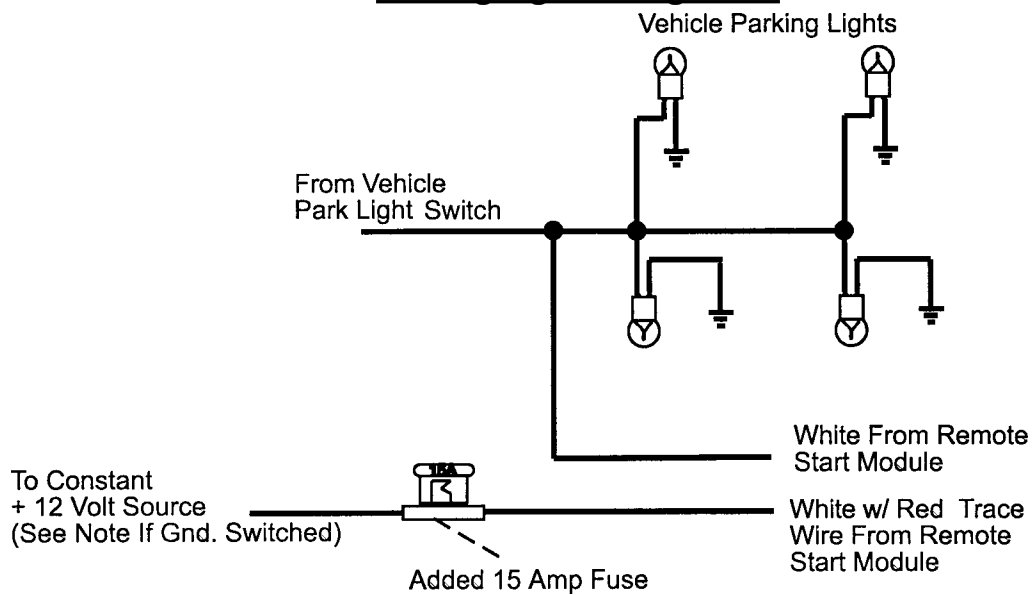 Vehicle Parking Lights
From Vehicle
Park Light Switch
White From Remote
Start Module
To Constant
+ 12 Volt Source
(See Note If Gnd. Switched)
15A
White w/ Red Trace
Wire From Remote
Start Module
Added 15 Amp Fuse